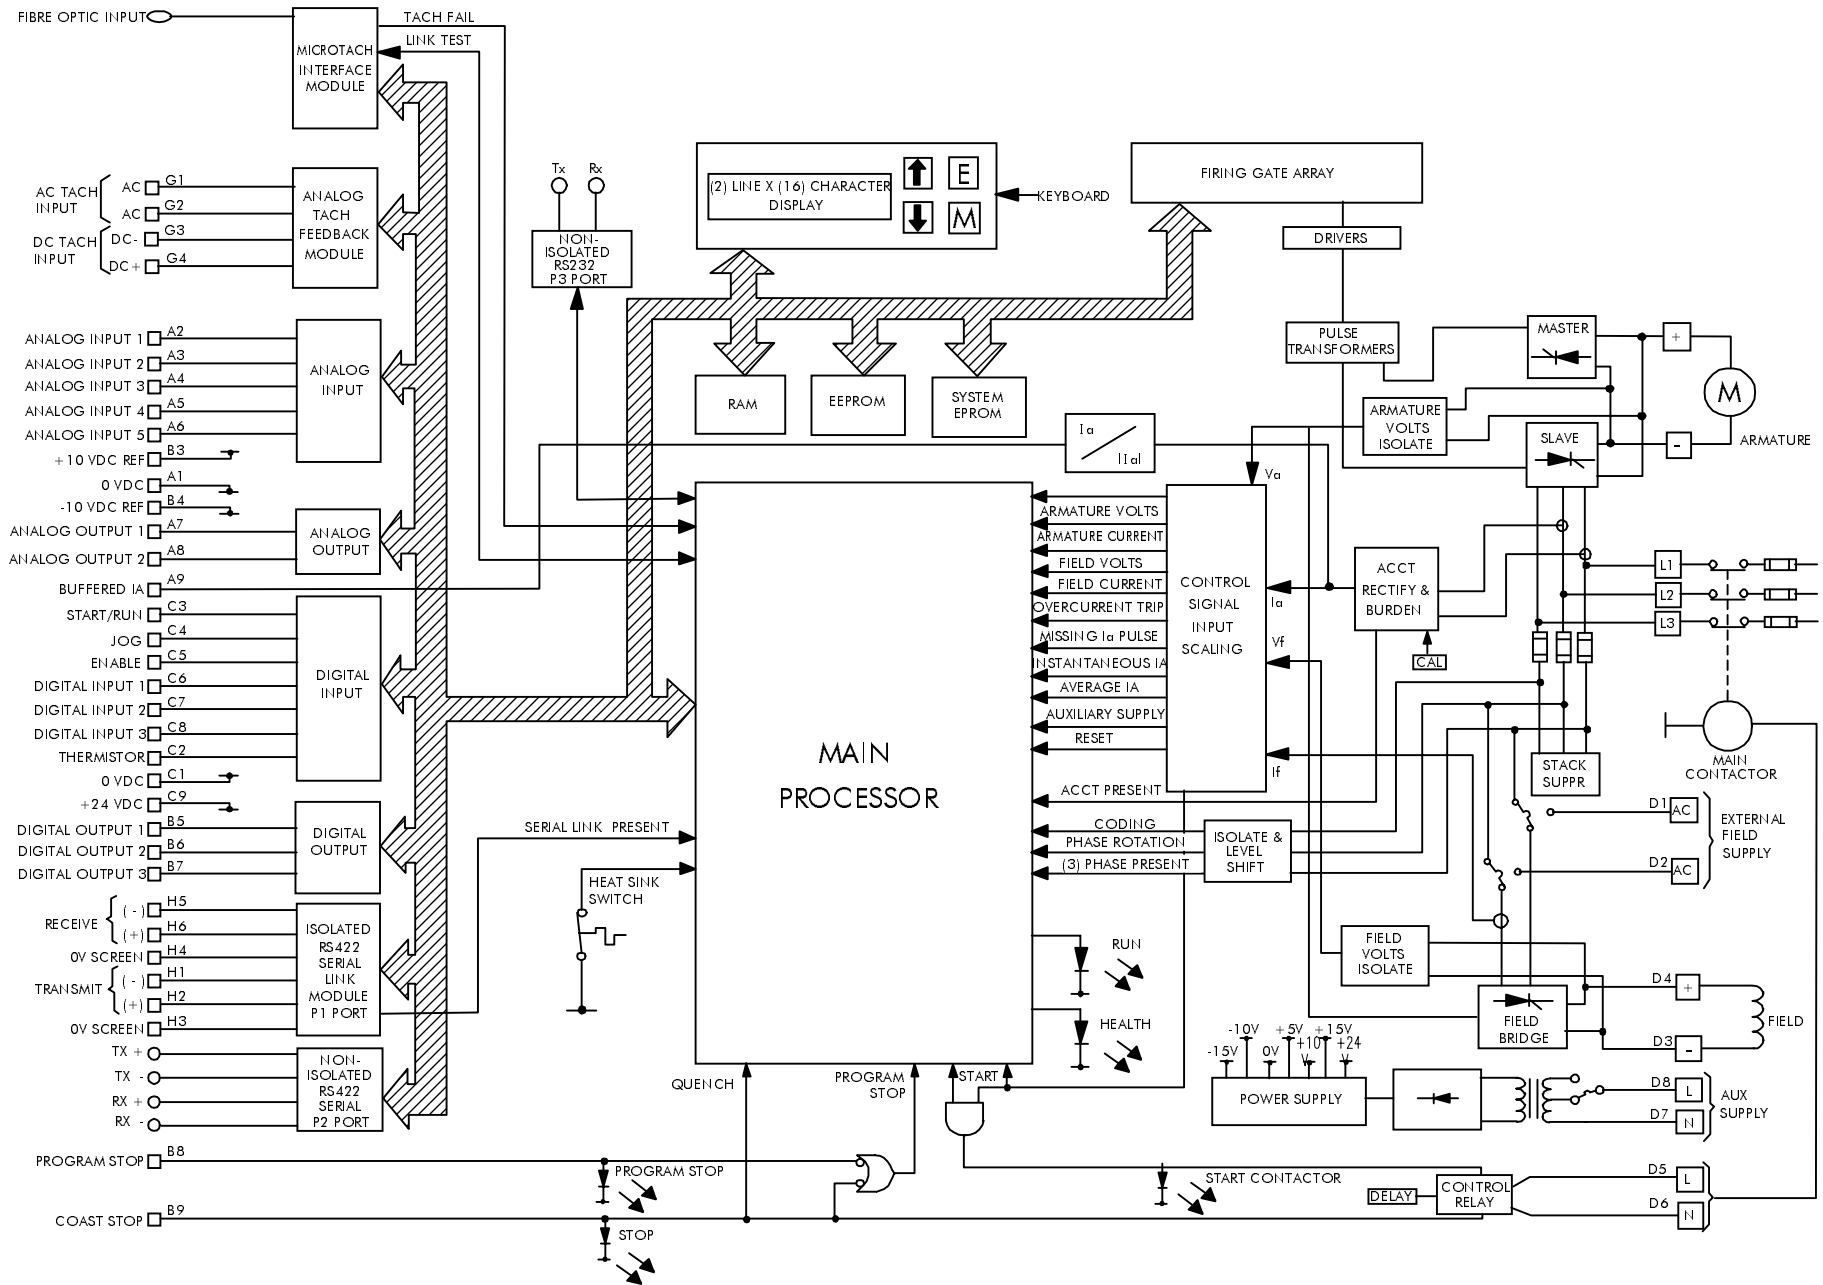 FIBRE OPTIC INPUT
MICROTACH
INTERFACE
MODULE
TACH FAIL
LINK TEST
AC TACH
INPUT
DC TACH
INPUT
AC
G1
AC
G2
DC-
G3
DC+
G4
ANALOG
TACH
FEEDBACK
MODULE
Tx
Rx
NON-
ISOLATED
RS232
P3 PORT
(2) LINE X (16) CHARACTER
DISPLAY
E
M
KEYBOARD
FIRING GATE ARRAY
DRIVERS
PULSE
TRANSFORMERS
MASTER
+
M
ARMATURE
VOLTS
ISOLATE
SLAVE
-
ARMATURE
RAM
EEPROM
SYSTEM
EPROM
Ia
|Ia|
Va
ANALOG INPUT 1
A2
ANALOG INPUT 2
A3
ANALOG INPUT 3
A4
ANALOG INPUT 4
A5
ANALOG INPUT 5
A6
ANALOG
INPUT
+10 VDC REF
B3
0 VDC
A1
-10 VDC REF
B4
ANALOG OUTPUT 1
A7
ANALOG OUTPUT 2
A8
ANALOG
OUTPUT
BUFFERED IA
A9
START/RUN
C3
JOG
C4
ENABLE
C5
DIGITAL INPUT 1
C6
DIGITAL INPUT 2
C7
DIGITAL INPUT 3
C8
THERMISTOR
C2
DIGITAL
INPUT
0 VDC
C1
+24 VDC
C9
DIGITAL OUTPUT 1
B5
DIGITAL OUTPUT 2
B6
DIGITAL OUTPUT 3
B7
DIGITAL
OUTPUT
RECEIVE
(-)
H5
(+)
H6
0V SCREEN
H4
TRANSMIT
(-)
H1
(+)
H2
0V SCREEN
H3
ISOLATED
RS422
SERIAL
LINK
MODULE
P1 PORT
TX +
TX -
RX +
RX -
NON-
ISOLATED
RS422
SERIAL
P2 PORT
PROGRAM STOP
B8
COAST STOP
B9
PROGRAM STOP
STOP
SERIAL LINK PRESENT
HEAT SINK
SWITCH
MAIN
PROCESSOR
ARMATURE VOLTS
ARMATURE CURRENT
FIELD VOLTS
FIELD CURRENT
OVERCURRENT TRIP
MISSING Ia PULSE
INSTANTANEOUS IA
AVERAGE IA
AUXILIARY SUPPLY
RESET
CONTROL
SIGNAL
INPUT
SCALING
Ia
Vf
If
ACCT
RECTIFY &
BURDEN
CAL
L1
L2
L3
MAIN
CONTACTOR
STACK
SUPPR
ACCT PRESENT
CODING
PHASE ROTATION
(3) PHASE PRESENT
ISOLATE &
LEVEL
SHIFT
D1
AC
D2
AC
EXTERNAL
FIELD
SUPPLY
RUN
HEALTH
FIELD
VOLTS
ISOLATE
FIELD
BRIDGE
D4
+
D3
-
FIELD
QUENCH
PROGRAM
STOP
START
-15V
-10V
0V
+5V
+10
V
+15V
+24
V
POWER SUPPLY
D8
L
D7
N
AUX
SUPPLY
START CONTACTOR
DELAY
CONTROL
RELAY
D5
L
D6
N